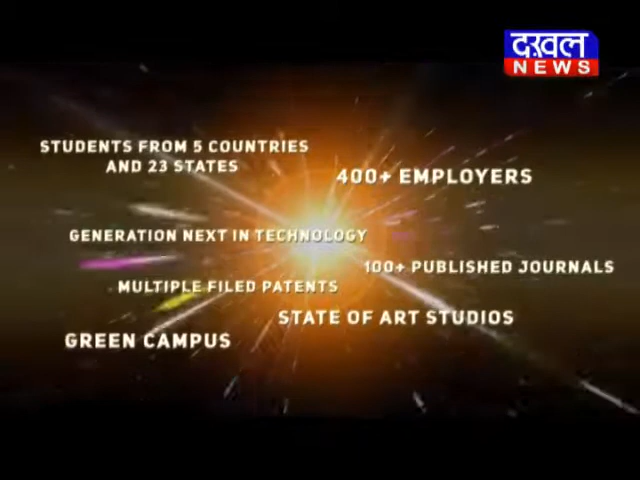 दख़ल
NEWS
STUDENTS FROM 5 COUNTRIES
AND 23 STATES
400+ EMPLOYERS
GENERATION NEXT IN TECHNOLOGY
100+ PUBLISHED JOURNALS
MULTIPLE FILED PATENTS
STATE OF ART STUDIOS
GREEN CAMPUS